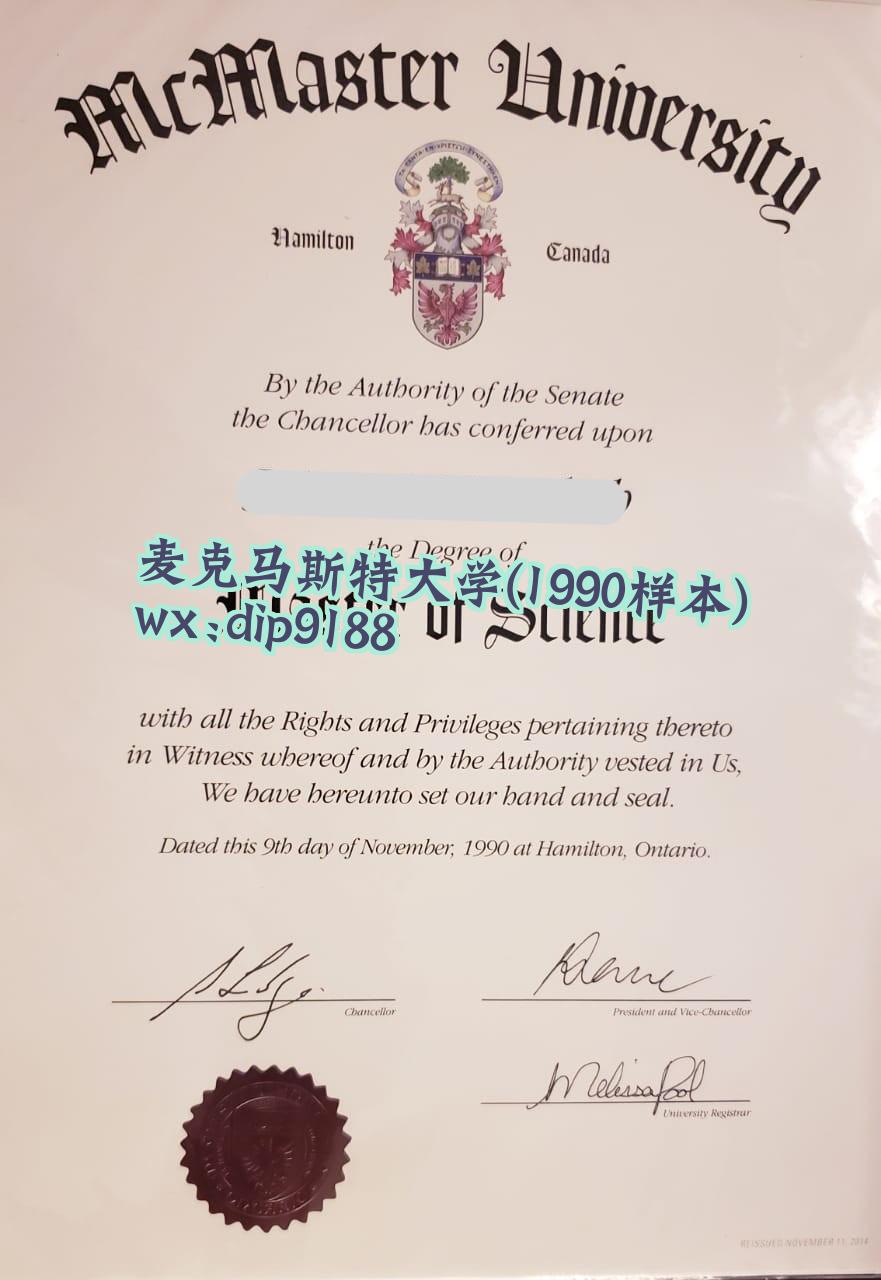 McMaster University
Hamilton
Canada
By the Authority of the Senate
the Chancellor has conferred upon
the Degree of
麦克马斯特大学(1990样本)
Master of Science
wx:dip9188
with all the Rights and Privileges pertaining thereto
in Witness whereof and by the Authority vested in Us,
We have hereunto set our hand and seal.
Dated this 9th day of November, 1990 at Hamilton, Ontario.
Chancellor
President and Vice-Chancellor
Melissa Pool
University Registrar
REISSUED NOVEMBER 11, 2014